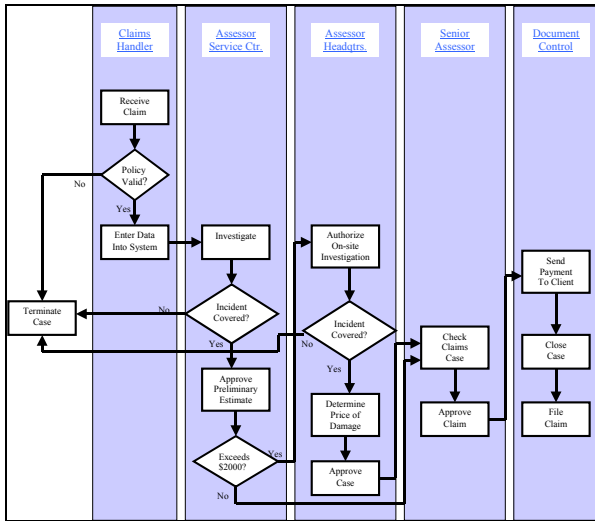 Claims
Handler
Assessor
Service Ctr.
Assessor
Headqtrs.
Senior
Assessor
Document
Control
Receive
Claim
Policy
Valid?
No
Yes
Enter Data
Into System
Investigate
Authorize
On-site
Investigation
Send
Payment
To Client
Terminate
Case
No
Incident
Covered?
Yes
Incident
Covered?
No
Yes
Check
Claims
Case
Close
Case
Approve
Preliminary
Estimate
Determine
Price of
Damage
Approve
Claim
File
Claim
Exceeds
$2000?
Yes
No
Approve
Case